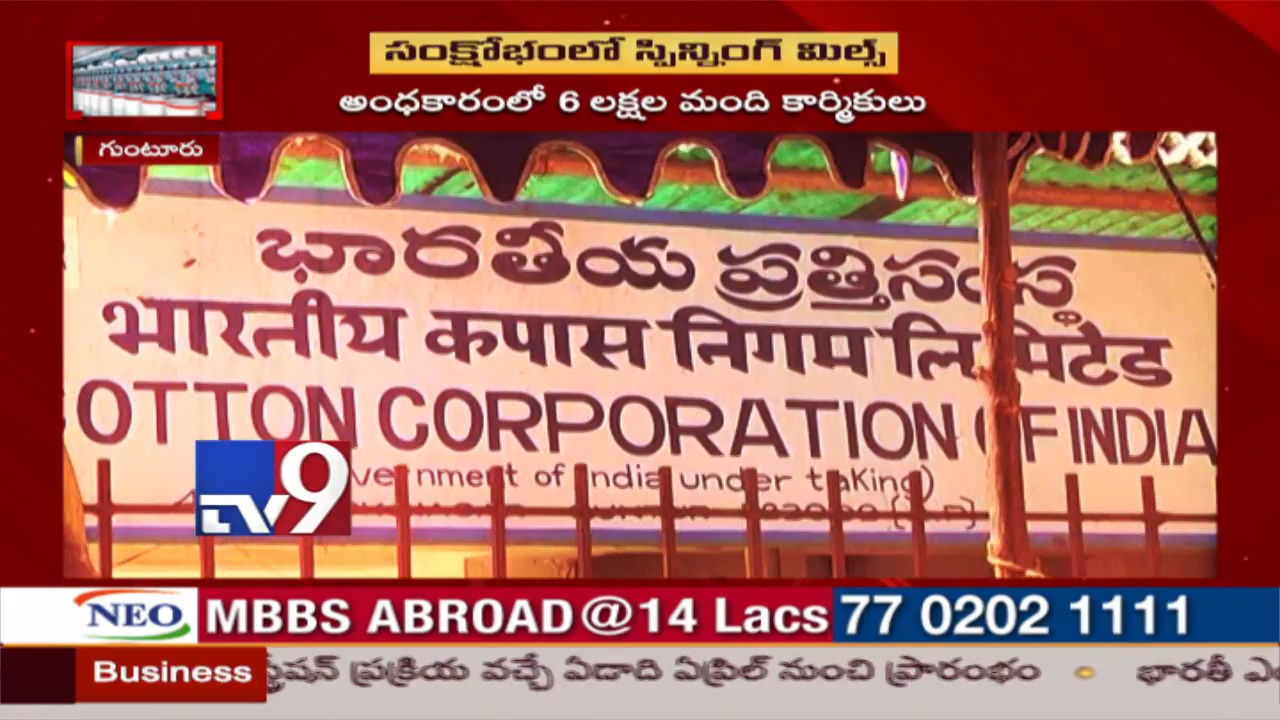 సంక్షోభంలో స్పిన్నింగ్ మిల్స్
అంధకారంలో 6 లక్షల మంది కార్మికులు
గుంటూరు
భారతీయ ప్రత్తిసంస్థ
भारतीय कपास निगम लिमिटेड
OTTON CORPORATION OF INDIA
vernment of India under taking)
TV9
NEO MBBS ABROAD @ 14 Lacs 77 0202 1111
Business ప్రక్రియ వచ్చే ఏడాది ఏప్రిల్ నుంచి ప్రారంభం • భారతీ